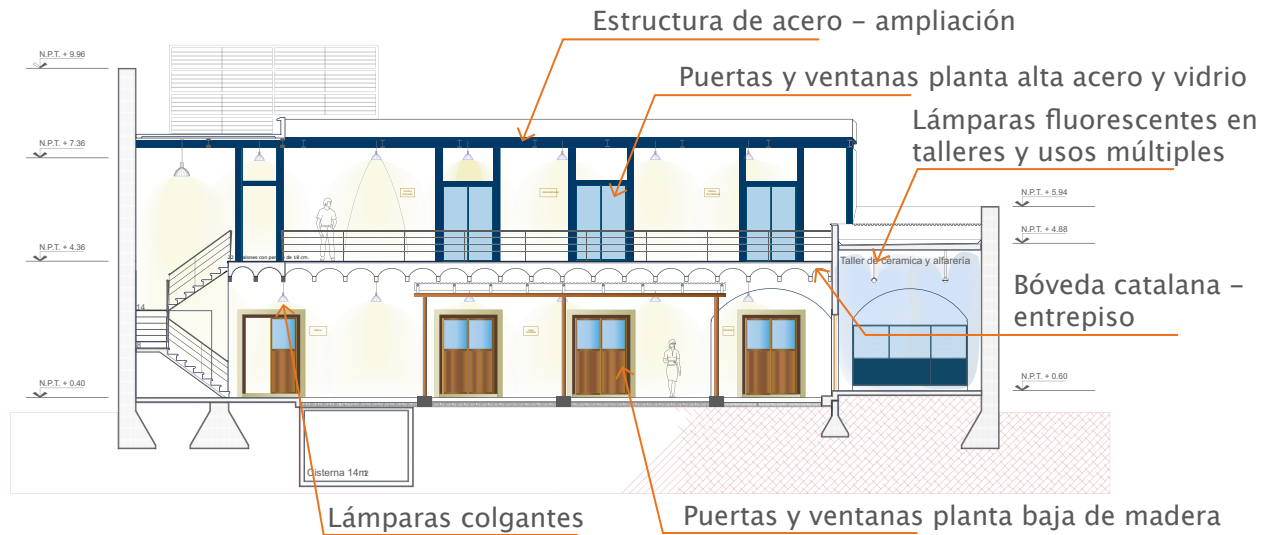 Estructura de acero – ampliación
N.P.T. + 9.96
Puertas y ventanas planta alta acero y vidrio
Lámparas fluorescentes en
talleres y usos múltiples
N.P.T. + 7.36
N.P.T. + 5.94
N.P.T. + 4.88
N.P.T. + 4.36
Taller de cerámica y alfarería
Bóveda catalana –
entrepiso
14
N.P.T. + 0.40
N.P.T. + 0.60
Cisterna 14m2
Lámparas colgantes
Puertas y ventanas planta baja de madera